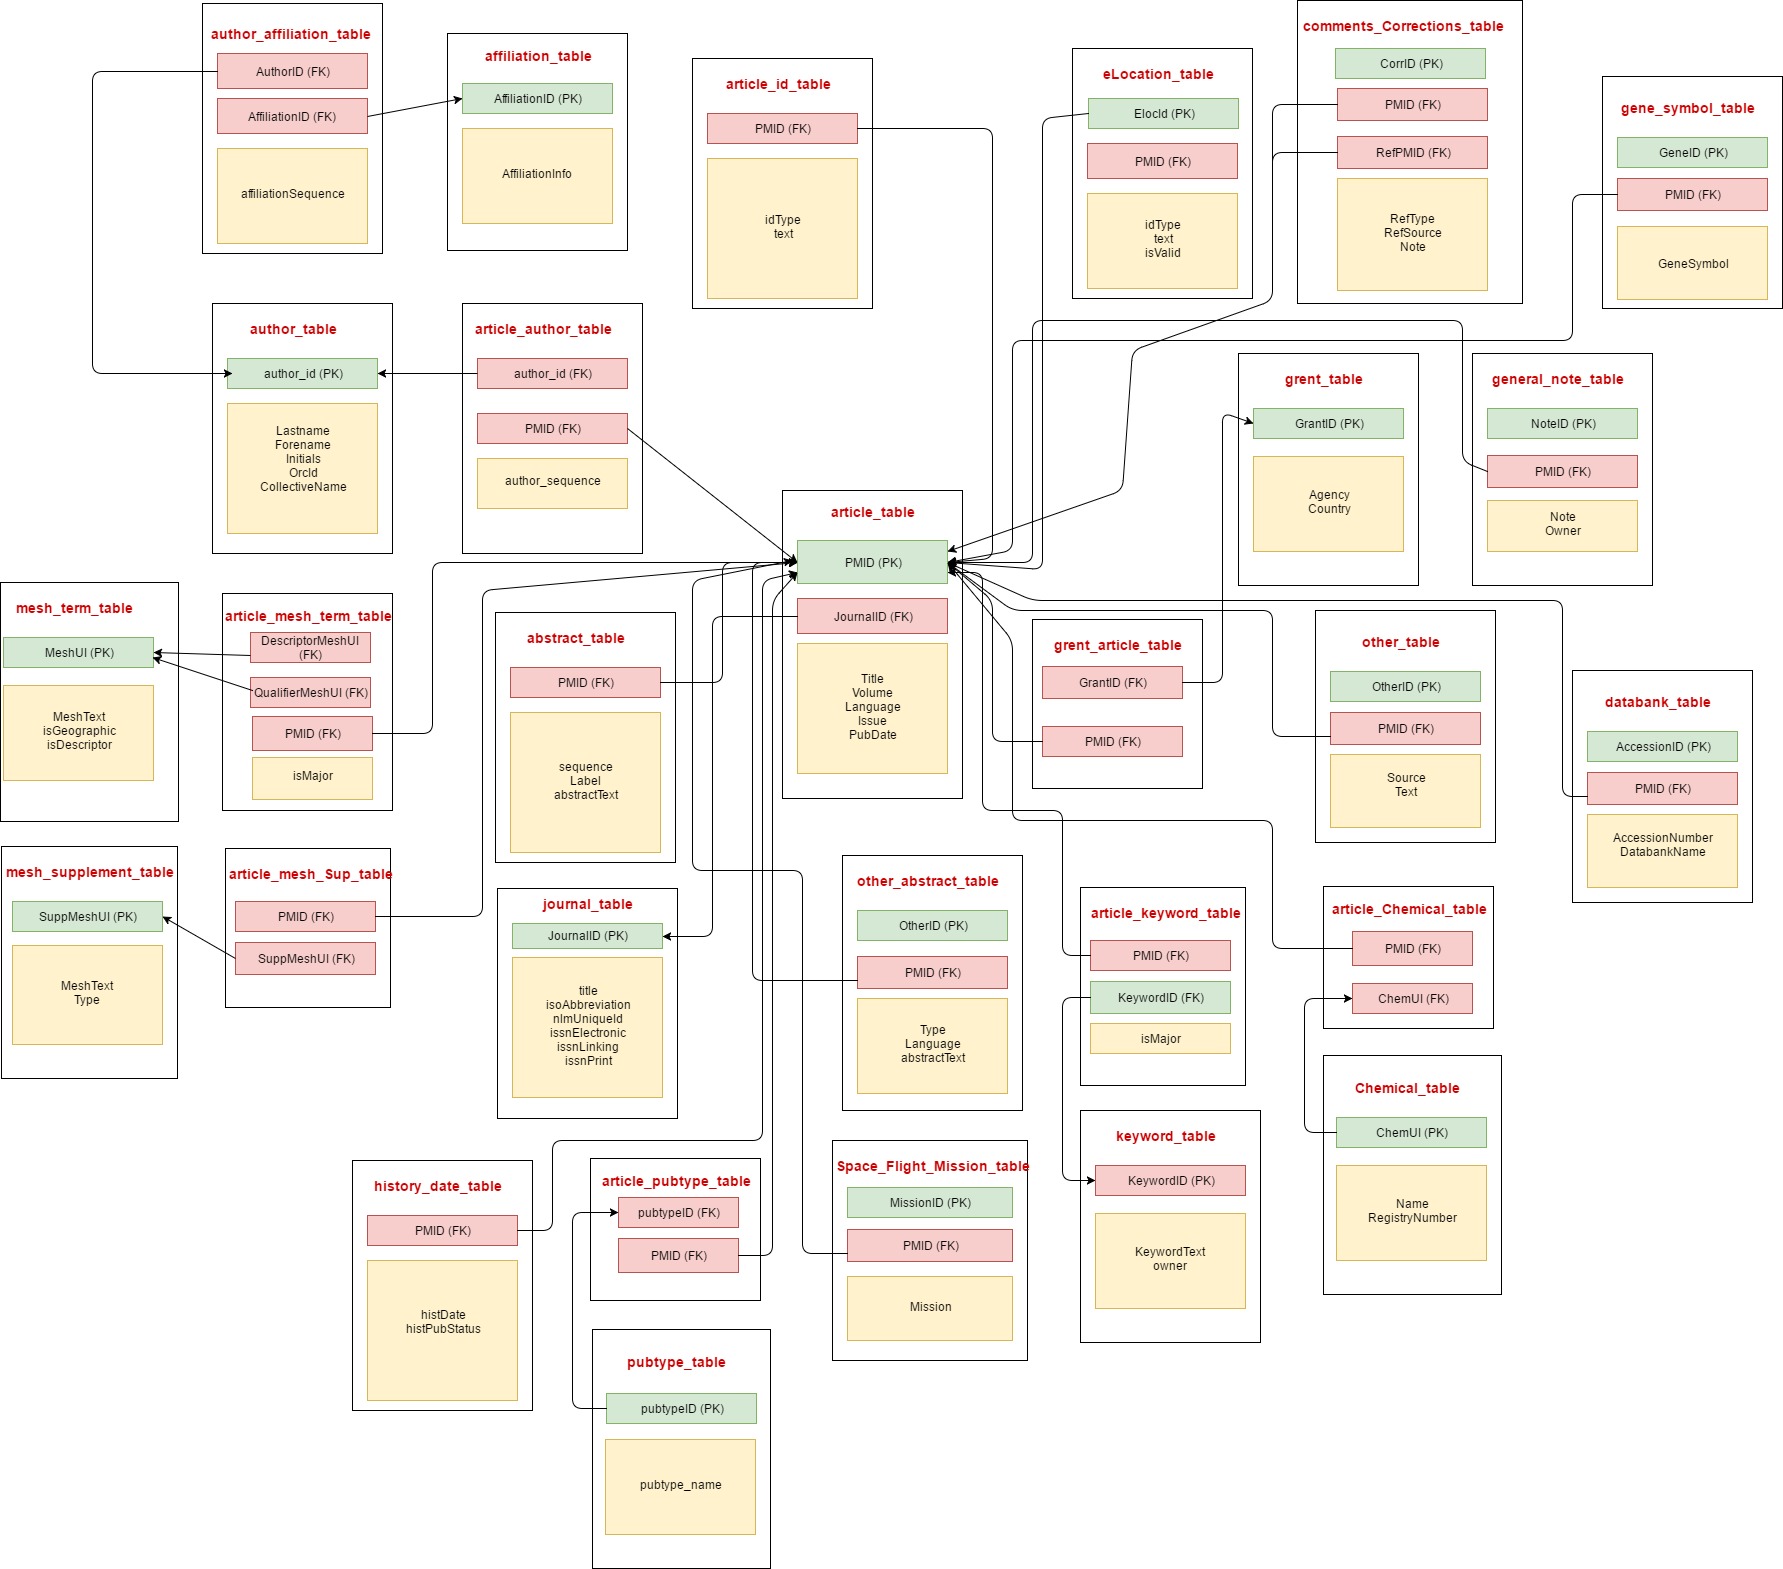 author_affiliation_table
AuthorID (FK)
AffiliationID (FK)
affiliationSequence
affiliation_table
AffiliationID (PK)
AffiliationInfo
article_id_table
PMID (FK)
idType
text
eLocation_table
ElocId (PK)
PMID (FK)
idType
text
isValid
comments_Corrections_table
CorrID (PK)
PMID (FK)
RefPMID (FK)
RefType
RefSource
Note
gene_symbol_table
GeneID (PK)
PMID (FK)
GeneSymbol
author_table
author_id (PK)
Lastname
Forename
Initials
OrcId
CollectiveName
article_author_table
author_id (FK)
PMID (FK)
author_sequence
grent_table
GrantID (PK)
Agency
Country
general_note_table
NoteID (PK)
PMID (FK)
Note
Owner
article_table
PMID (PK)
JournalID (FK)
Title
Volume
Language
Issue
PubDate
mesh_term_table
MeshUI (PK)
MeshText
isGeographic
isDescriptor
article_mesh_term_table
DescriptorMeshUI
(FK)
QualifierMeshUI (FK)
PMID (FK)
isMajor
abstract_table
PMID (FK)
sequence
Label
abstractText
grent_article_table
GrantID (FK)
PMID (FK)
other_table
OtherID (PK)
PMID (FK)
Source
Text
databank_table
AccessionID (PK)
PMID (FK)
AccessionNumber
DatabankName
mesh_supplement_table
SuppMeshUI (PK)
MeshText
Type
article_mesh_Sup_table
PMID (FK)
SuppMeshUI (FK)
journal_table
JournalID (PK)
title
isoAbbreviation
nlmUniqueId
issnElectronic
issnLinking
issnPrint
other_abstract_table
OtherID (PK)
PMID (FK)
Type
Language
abstractText
article_keyword_table
PMID (FK)
KeywordID (FK)
isMajor
article_Chemical_table
PMID (FK)
ChemUI (FK)
Chemical_table
ChemUI (PK)
Name
RegistryNumber
keyword_table
KeywordID (PK)
KeywordText
owner
history_date_table
PMID (FK)
histDate
histPubStatus
article_pubtype_table
pubtypeID (FK)
PMID (FK)
Space_Flight_Mission_table
MissionID (PK)
PMID (FK)
Mission
pubtype_table
pubtypeID (PK)
pubtype_name